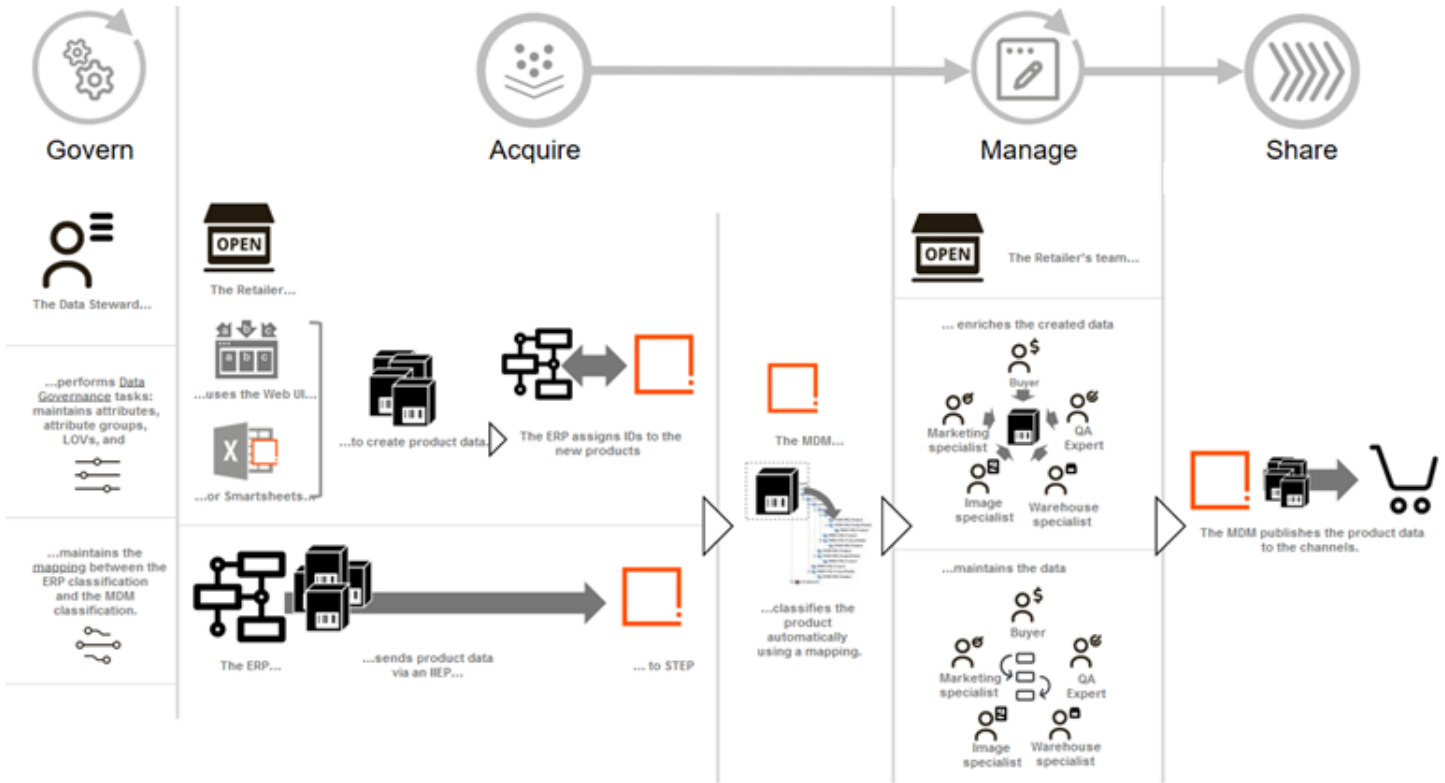 Govern
Acquire
Manage
Share
The Data Steward...
...performs Data
Governance tasks:
maintains attributes,
attribute groups,
LOVs, and
...maintains the
mapping between the
ERP classification
and the MDM
classification.
OPEN
The Retailer...
a b c
a b c
...uses the Web UI...
X
...or Smartsheets...
...to create product data.
The ERP assigns IDs to the
new products
The ERP...
...sends product data
via an IIEP...
... to STEP
The MDM...
...classifies the
product
automatically
using a mapping.
OPEN
The Retailer's team...
... enriches the created data
Buyer
Marketing
specialist
QA
Expert
Image
specialist
Warehouse
specialist
...maintains the data
Buyer
Marketing
specialist
QA
Expert
Image
specialist
Warehouse
specialist
The MDM publishes the product data
to the channels.